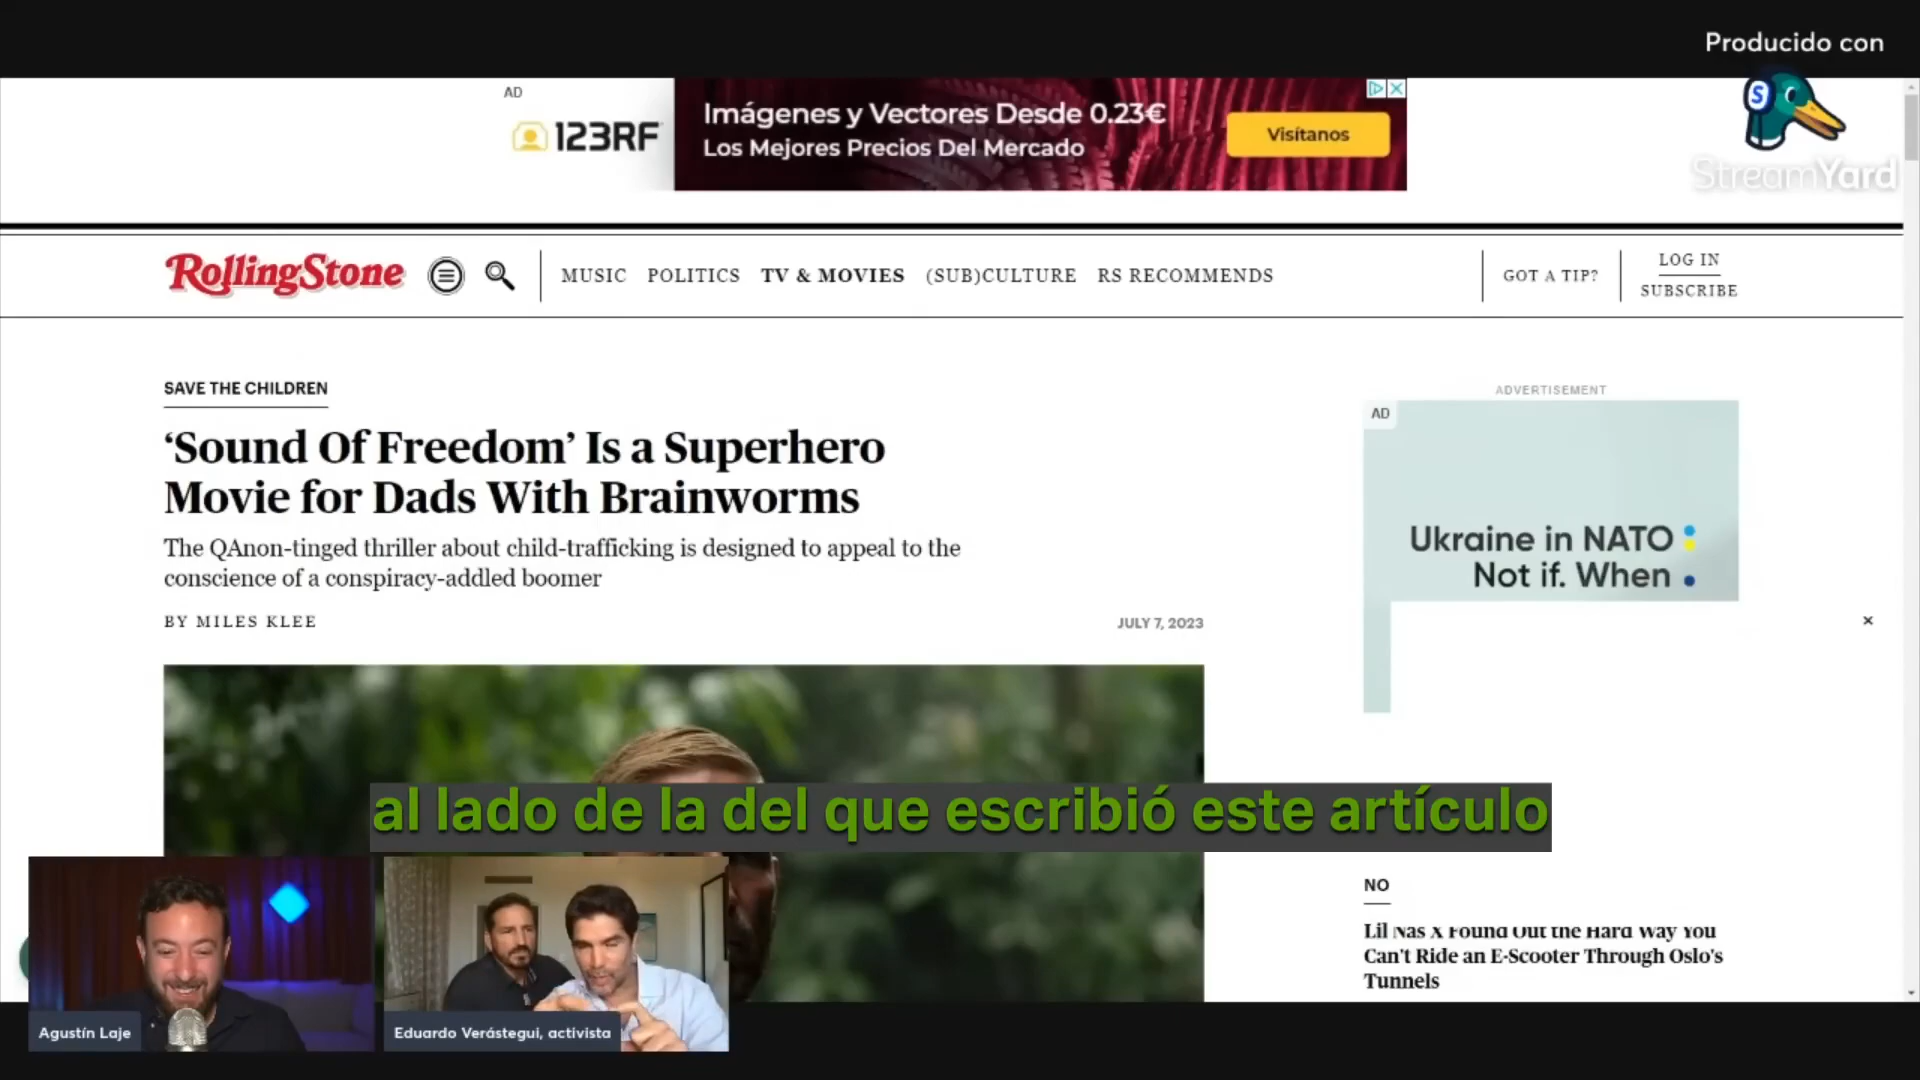 Producido con
StreamYard
AD
123RF
Imágenes y Vectores Desde 0.23€
Los Mejores Precios Del Mercado
Visítanos
RollingStone
MUSIC POLITICS TV & MOVIES (SUB)CULTURE RS RECOMMENDS
GOT A TIP?
LOG IN
SUBSCRIBE
SAVE THE CHILDREN
‘Sound Of Freedom’ Is a Superhero
Movie for Dads With Brainworms
The QAnon-tinged thriller about child-trafficking is designed to appeal to the
conscience of a conspiracy-addled boomer
BY MILES KLEE
JULY 7, 2023
ADVERTISEMENT
AD
Ukraine in NATO
Not if. When
al lado de la del que escribió este artículo
NO
Lil Nas X Found Out the Hard Way You
Can't Ride an E-Scooter Through Oslo's
Tunnels
Agustín Laje
Eduardo Verástegui, activista